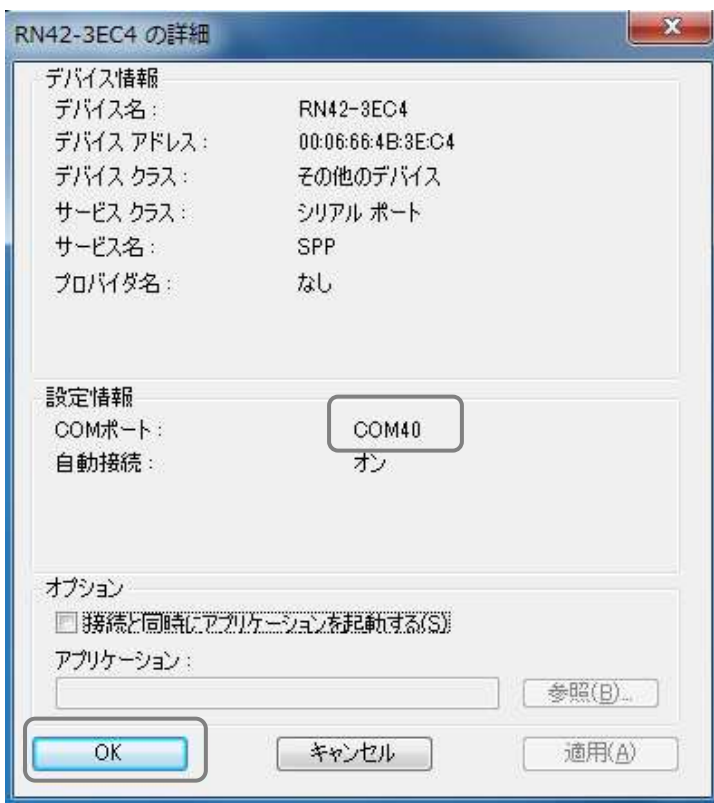 RN42-3EC4 の詳細
デバイス情報
デバイス名 : RN42-3EC4
デバイス アドレス : 00:06:66:4B:3E:C4
デバイス クラス : その他のデバイス
サービス クラス : シリアル ポート
サービス名 : SPP
プロバイダ名 : なし
設定情報
COMポート : COM40
自動接続 : オン
オプション
接続と同時にアプリケーションを起動する(S)
アプリケーション :
参照(B)...
OK キャンセル 適用(A)